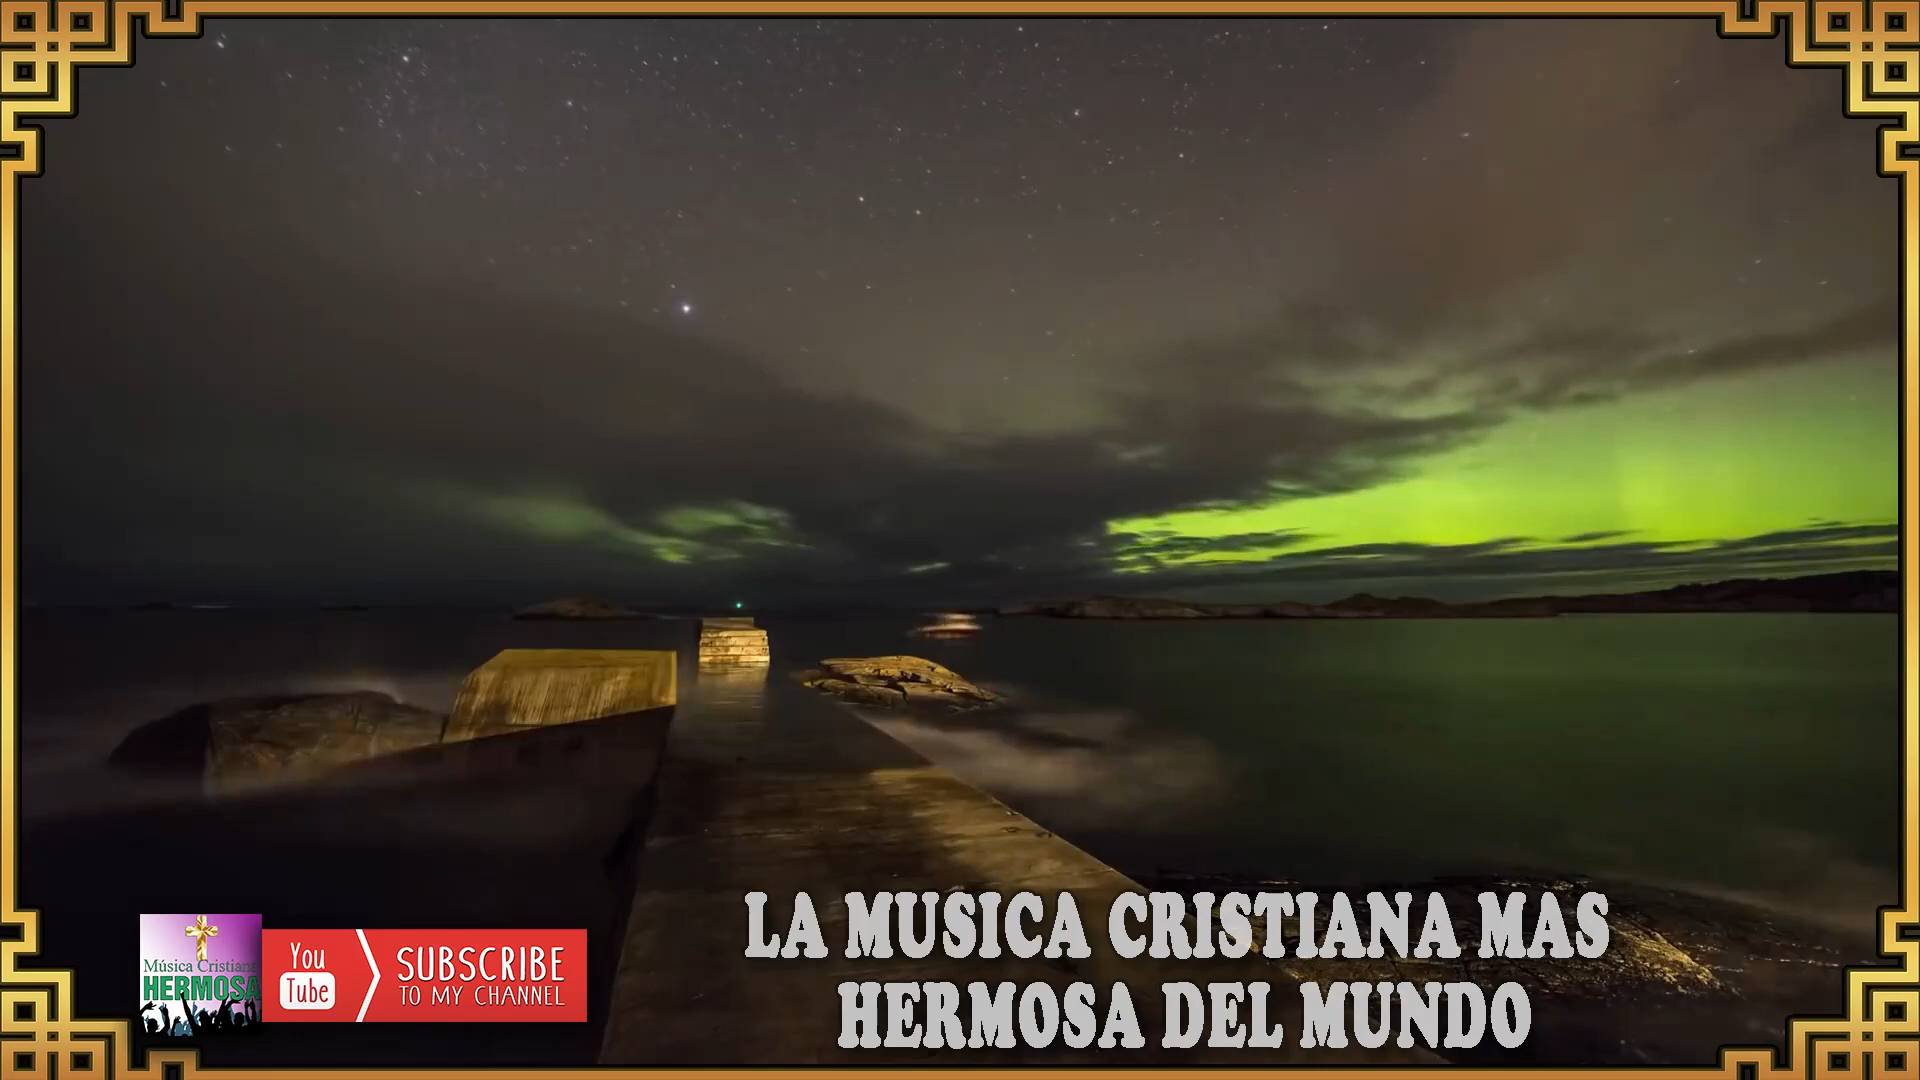 LA MUSICA CRISTIANA MAS
HERMOSA DEL MUNDO
Música Cristiana
HERMOSA
You
Tube
SUBSCRIBE
TO MY CHANNEL